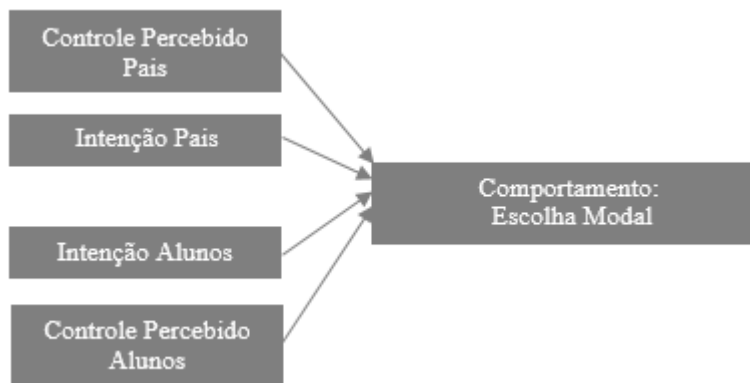 Controle Percebido
Pais
Intenção Pais
Comportamento:
Escolha Modal
Intenção Alunos
Controle Percebido
Alunos